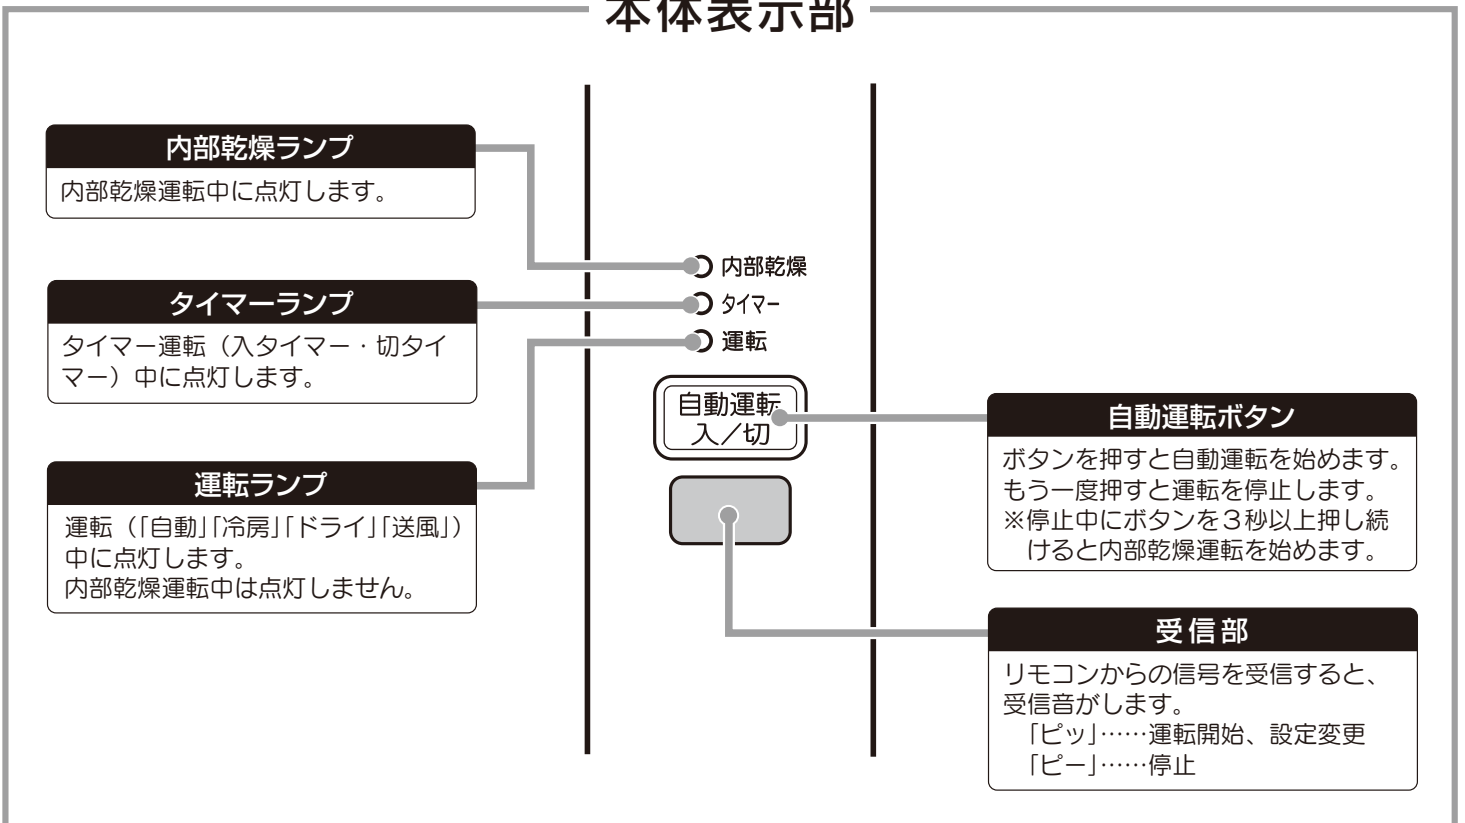 本体表示部
内部乾燥ランプ
内部乾燥運転中に点灯します。
タイマーランプ
タイマー運転（入タイマー・切タイ
マー）中に点灯します。
運転ランプ
運転（「自動」「冷房」「ドライ」「送風」）
中に点灯します。
内部乾燥運転中は点灯しません。
内部乾燥
タイマー
運転
自動運転
入／切
自動運転ボタン
ボタンを押すと自動運転を始めます。
もう一度押すと運転を停止します。
※停止中にボタンを３秒以上押し続
けると内部乾燥運転を始めます。
受信部
リモコンからの信号を受信すると、
受信音がします。
「ピッ」……運転開始、設定変更
「ピー」……停止